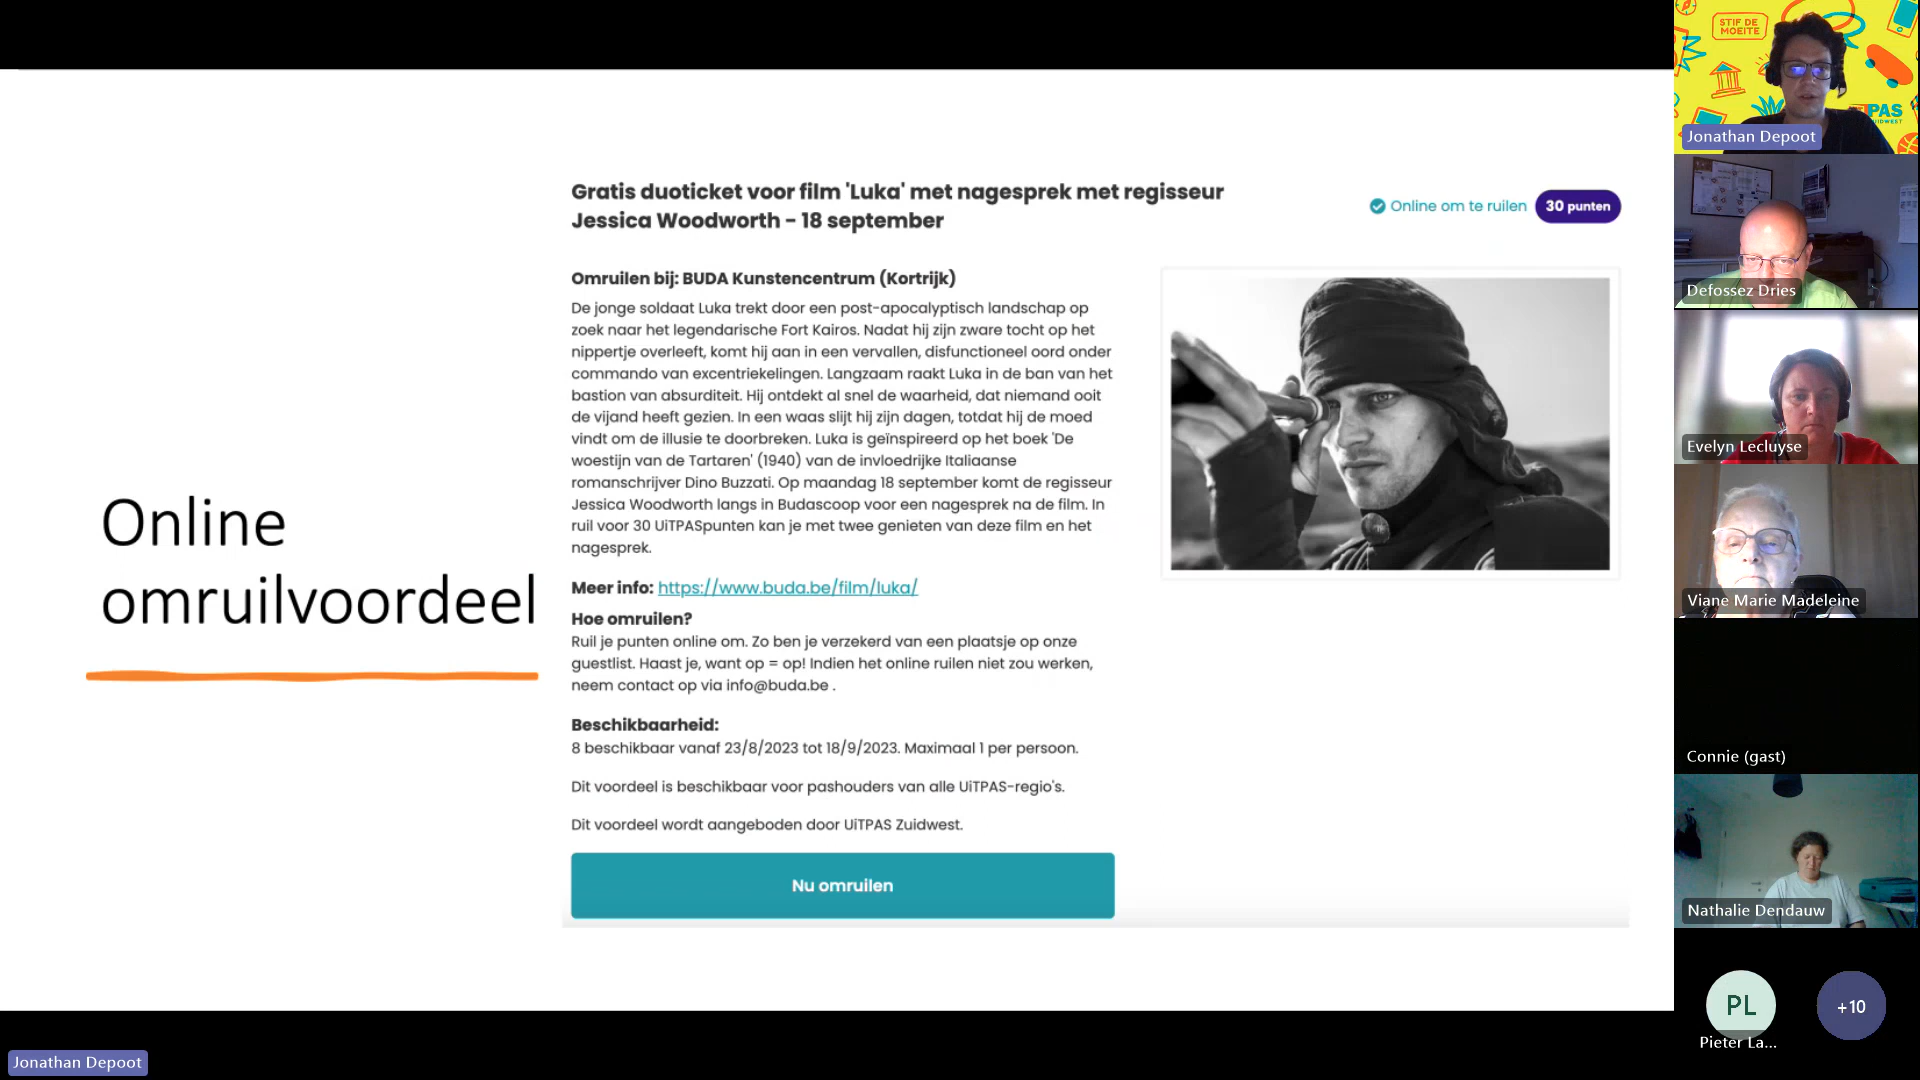 Online
omruilvoordeel
Gratis duoticket voor film 'Luka' met nagesprek met regisseur
Jessica Woodworth - 18 september
Online om te ruilen
30 punten
Omruilen bij: BUDA Kunstencentrum (Kortrijk)
De jonge soldaat Luka trekt door een post-apocalyptisch landschap op
zoek naar het legendarische Fort Kairos. Nadat hij zijn zware tocht op het
nippertje overleeft, komt hij aan in een vervallen, disfunctioneel oord onder
commando van excentriekelingen. Langzaam raakt Luka in de ban van het
bastion van absurditeit. Hij ontdekt al snel de waarheid, dat niemand ooit
de vijand heeft gezien. In een waas slijt hij zijn dagen, totdat hij de moed
vindt om de illusie te doorbreken. Luka is geïnspireerd op het boek 'De
woestijn van de Tartaren' (1940) van de invloedrijke Italiaanse
romanschrijver Dino Buzzati. Op maandag 18 september komt de regisseur
Jessica Woodworth langs in Budascoop voor een nagesprek na de film. In
ruil voor 30 UiTPASpunten kan je met twee genieten van deze film en het
nagesprek.
Meer info: https://www.buda.be/film/luka/
Hoe omruilen?
Ruil je punten online om. Zo ben je verzekerd van een plaatsje op onze
guestlist. Haast je, want op = op! Indien het online ruilen niet zou werken,
neem contact op via info@buda.be .
Beschikbaarheid:
8 beschikbaar vanaf 23/8/2023 tot 18/9/2023. Maximaal 1 per persoon.
Dit voordeel is beschikbaar voor pashouders van alle UiTPAS-regio's.
Dit voordeel wordt aangeboden door UiTPAS Zuidwest.
Nu omruilen
STIF DE
MOEITE
PAS
Jonathan Depoot
Defossez Dries
Evelyn Lecluyse
Viane Marie Madeleine
Connie (gast)
Nathalie Dendauw
PL
+10
Pieter La...
Jonathan Depoot